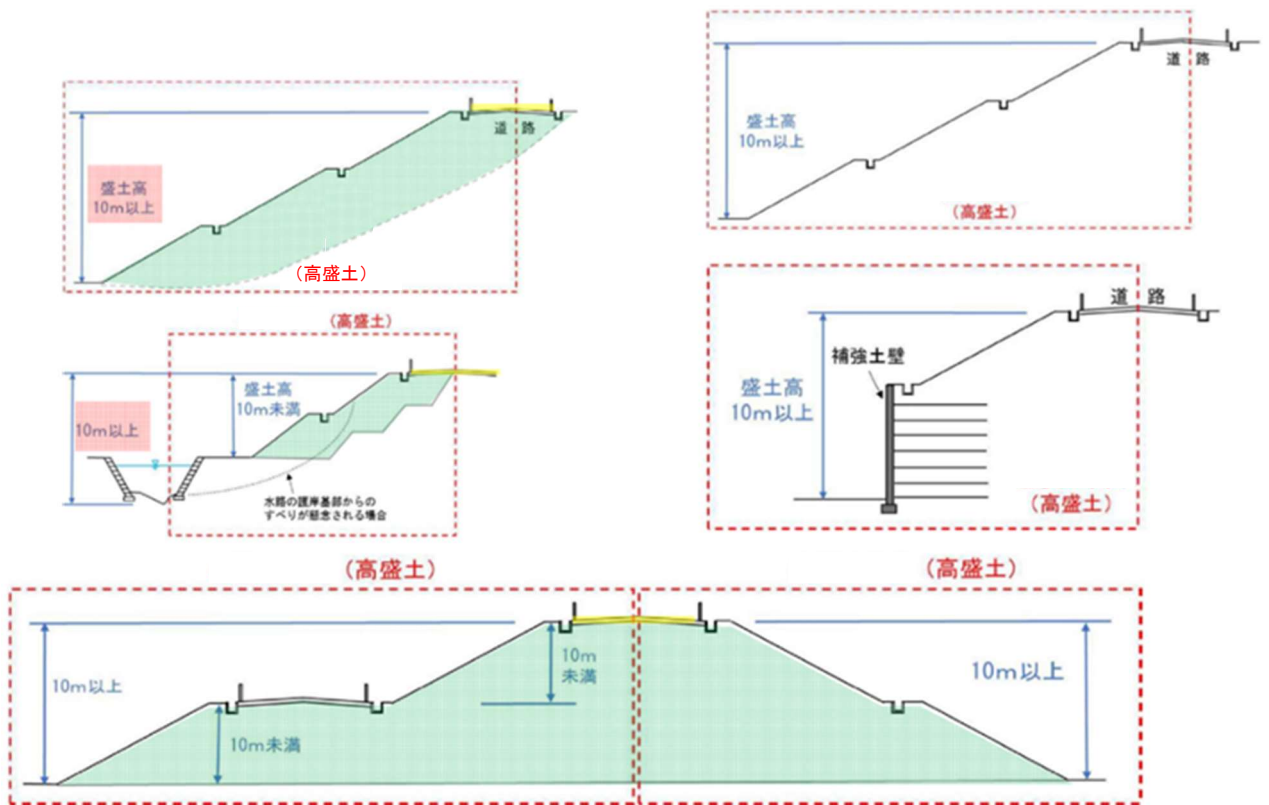 道 路
盛土高
10m以上
(高盛土)
道 路
盛土高
10m以上
(高盛土)
(高盛土)
盛土高
10m未満
10m以上
水路の護岸基部からの
すべりが懸念される場合
道 路
補強土壁
盛土高
10m以上
(高盛土)
(高盛土)
(高盛土)
10m以上
10m
未満
10m未満
10m以上